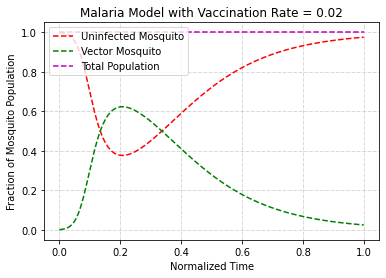 Malaria Model with Vaccination Rate = 0.02
Uninfected Mosquito
Vector Mosquito
Total Population
Fraction of Mosquito Population
1.0
0.8
0.6
0.4
0.2
0.0
0.0 0.2 0.4 0.6 0.8 1.0
Normalized Time